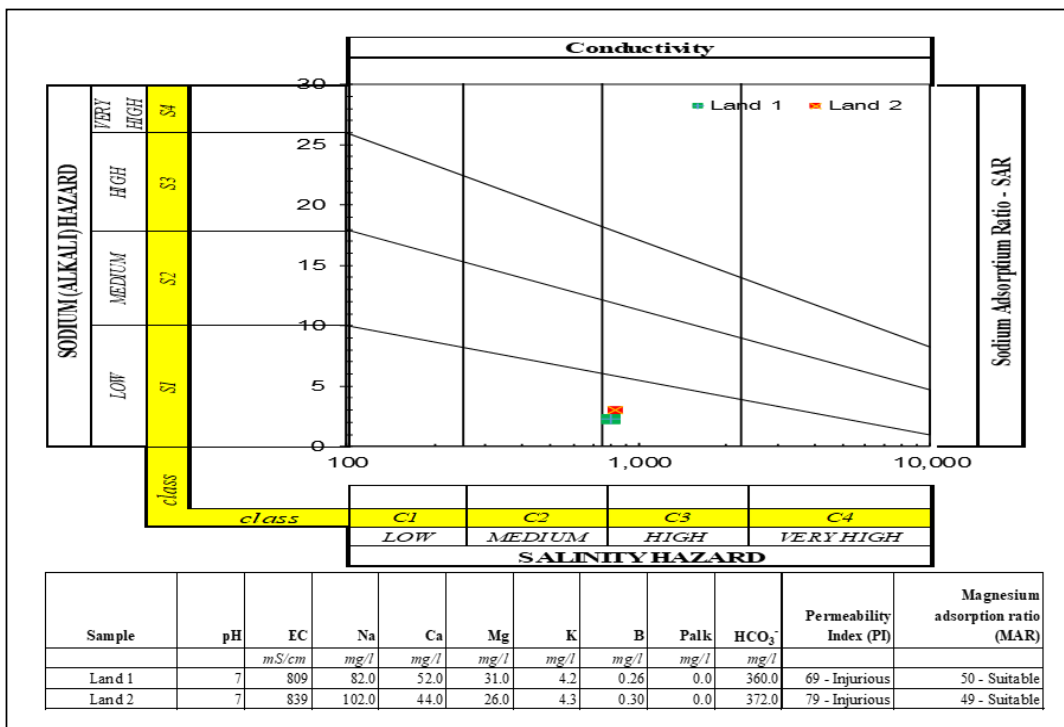 Conductivity
30
25
20
15
10
5
0
100
1,000
10,000
Land 1
Land 2
SODIUM (ALKALI) HAZARD
VERY HIGH
HIGH
MEDIUM
LOW
S4
S3
S2
S1
class
Sodium Adsorptium Ratio - SAR
class C1 C2 C3 C4
LOW MEDIUM HIGH VERY HIGH
SALINITY HAZARD
Sample pH EC Na Ca Mg K B Palk HCO₃⁻ Permeability Index (PI) Magnesium adsorption ratio (MAR)
mS/cm mg/l mg/l mg/l mg/l mg/l mg/l mg/l
Land 1 7 809 82.0 52.0 31.0 4.2 0.26 0.0 360.0 69 - Injurious 50 - Suitable
Land 2 7 839 102.0 44.0 26.0 4.3 0.30 0.0 372.0 79 - Injurious 49 - Suitable